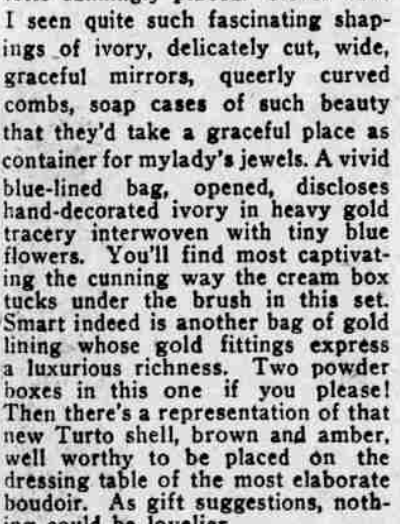 I seen quite such fascinating shap-
ings of ivory, delicately cut, wide,
graceful mirrors, queerly curved
combs, soap cases of such beauty
that they'd take a graceful place as
container for mylady's jewels. A vivid
blue-lined bag, opened, discloses
hand-decorated ivory in heavy gold
tracery interwoven with tiny blue
flowers. You'll find most captivat-
ing the cunning way the cream box
tucks under the brush in this set.
Smart indeed is another bag of gold
lining whose gold fittings express
a luxurious richness. Two powder
boxes in this one if you please!
Then there's a representation of that
new Turto shell, brown and amber,
well worthy to be placed on the
dressing table of the most elaborate
boudoir. As gift suggestions, noth-
ing could be lovelier